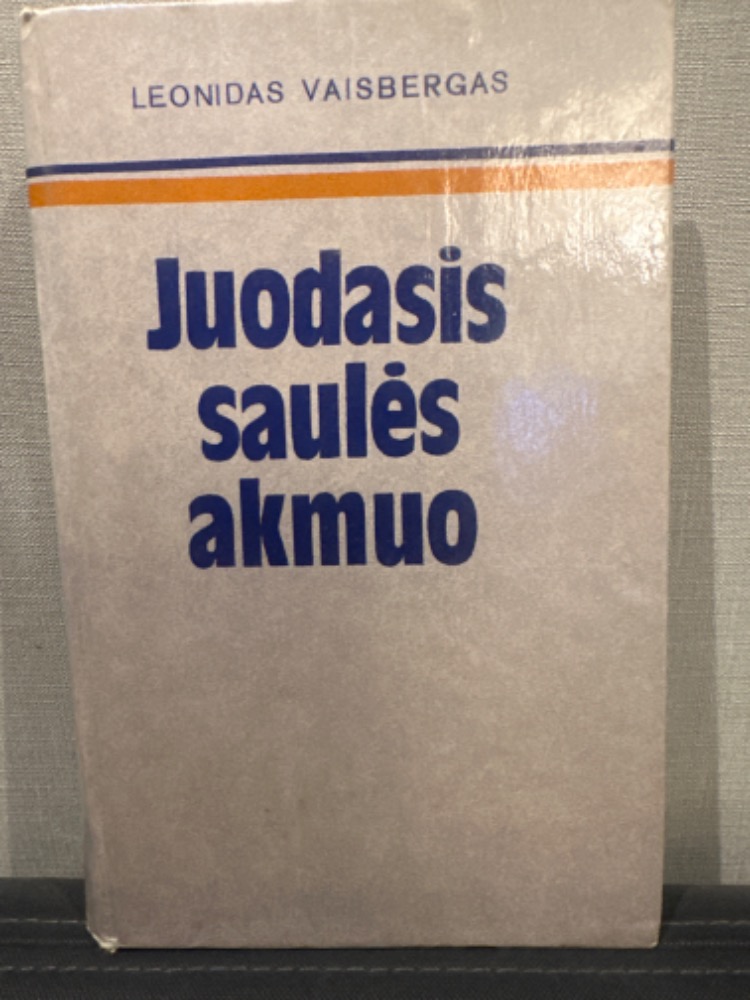 LEONIDAS VAISBERGAS
Juodasis
saulės
akmuo